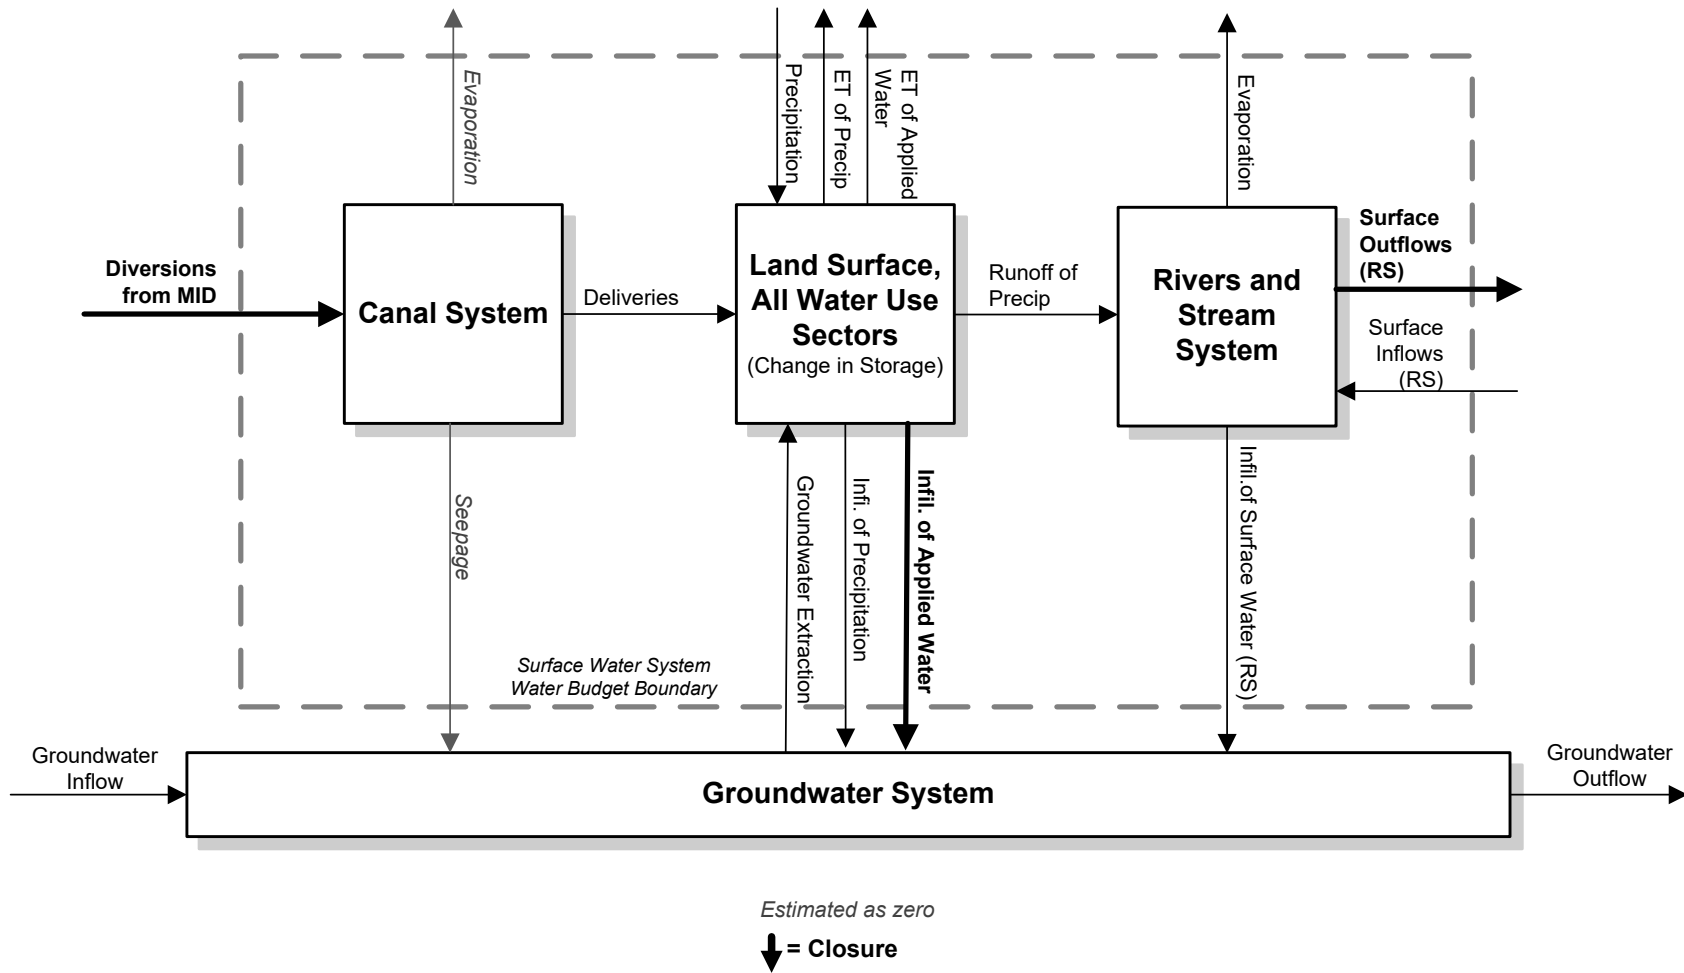 Evaporation
Precipitation
ET of Precip
ET of Applied
Water
Evaporation
Diversions
from MID
Canal System
Deliveries
Land Surface,
All Water Use
Sectors
(Change in Storage)
Runoff of
Precip
Rivers and
Stream
System
Surface
Outflows
(RS)
Surface
Inflows
(RS)
Seepage
Groundwater Extraction
Infi. of Precipitation
Infil. of Applied Water
Infil.of Surface Water (RS)
Surface Water System
Water Budget Boundary
Groundwater
Inflow
Groundwater System
Groundwater
Outflow
Estimated as zero
= Closure